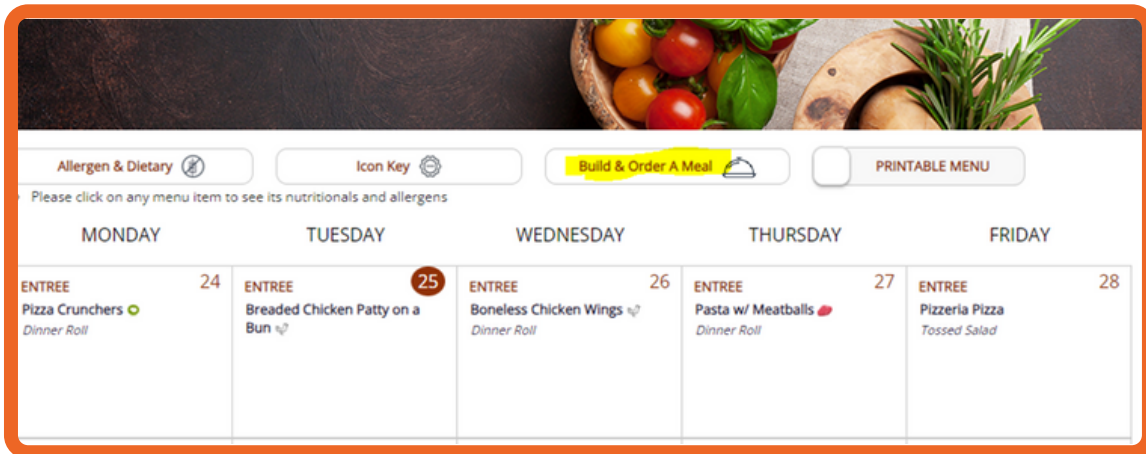 Allergen & Dietary
Icon Key
Build & Order A Meal
PRINTABLE MENU
Please click on any menu item to see its nutritionals and allergens
MONDAY
TUESDAY
WEDNESDAY
THURSDAY
FRIDAY
ENTREE 24
Pizza Crunchers
Dinner Roll
ENTREE 25
Breaded Chicken Patty on a
Bun
ENTREE 26
Boneless Chicken Wings
Dinner Roll
ENTREE 27
Pasta w/ Meatballs
Dinner Roll
ENTREE 28
Pizzeria Pizza
Tossed Salad